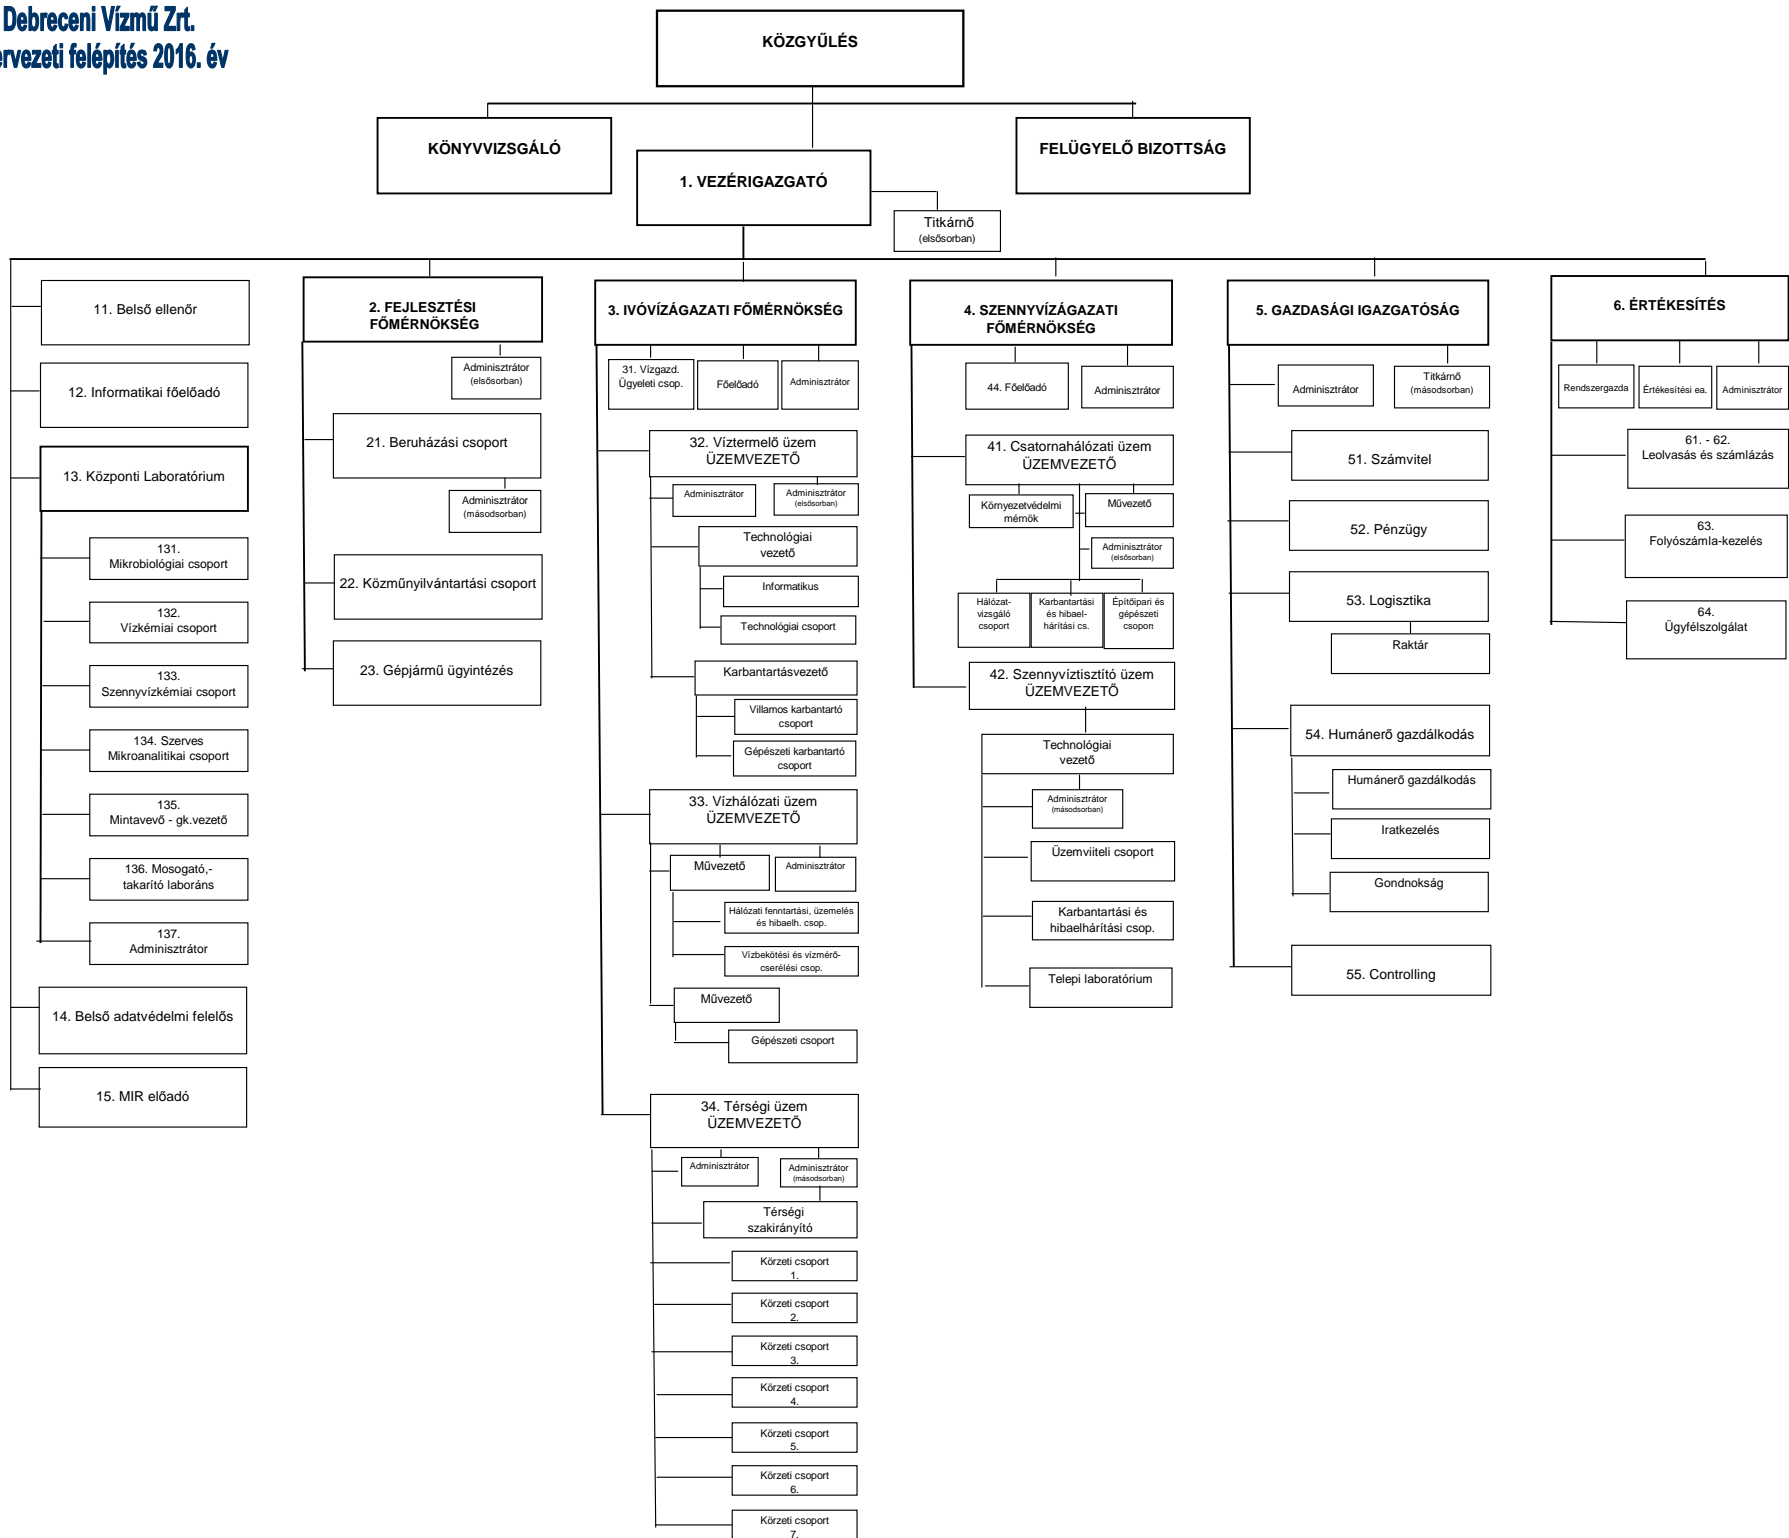 Debreceni Vízmű Zrt.
ervezeti felépítés 2016. év
KÖZGYŰLÉS
KÖNYVVIZSGÁLÓ
FELÜGYELŐ BIZOTTSÁG
1. VEZÉRIGAZGATÓ
Titkárnő
(elsősorban)
11. Belső ellenőr
12. Informatikai főelőadó
13. Központi Laboratórium
131.
Mikrobiológiai csoport
132.
Vízkémiai csoport
133.
Szennyvízkémiai csoport
134. Szerves
Mikroanalitikai csoport
135.
Mintavevő - gk.vezető
136. Mosogató,-
takarító laboráns
137.
Adminisztrátor
14. Belső adatvédelmi felelős
15. MIR előadó
2. FEJLESZTÉSI
FŐMÉRNÖKSÉG
Adminisztrátor
(elsősorban)
21. Beruházási csoport
Adminisztrátor
(másodsorban)
22. Közműnyilvántartási csoport
23. Gépjármű ügyintézés
3. IVÓVÍZÁGAZATI FŐMÉRNÖKSÉG
31. Vízgazd.
Ügyeleti csop.
Főelőadó
Adminisztrátor
32. Víztermelő üzem
ÜZEMVEZETŐ
Adminisztrátor
Adminisztrátor
(elsősorban)
Technológiai
vezető
Informatikus
Technológiai csoport
Karbantartásvezető
Villamos karbantartó
csoport
Gépészeti karbantartó
csoport
33. Vízhálózati üzem
ÜZEMVEZETŐ
Művezető
Adminisztrátor
Hálózati fenntartási, üzemelés
és hibaelh. csop.
Vízbekötési és vízmérő-
cserélési csop.
Művezető
Gépészeti csoport
34. Térségi üzem
ÜZEMVEZETŐ
Adminisztrátor
Adminisztrátor
(másodsorban)
Térségi
szakirányító
Körzeti csoport
1.
Körzeti csoport
2.
Körzeti csoport
3.
Körzeti csoport
4.
Körzeti csoport
5.
Körzeti csoport
6.
Körzeti csoport
7.
4. SZENNYVÍZÁGAZATI
FŐMÉRNÖKSÉG
44. Főelőadó
Adminisztrátor
41. Csatornahálózati üzem
ÜZEMVEZETŐ
Környezetvédelmi
mérnök
Művezető
Adminisztrátor
(elsősorban)
Hálózat-
vizsgáló
csoport
Karbantartási
és hibael-
hárítási cs.
Építőipari és
gépészeti
csoport
42. Szennyvíztisztító üzem
ÜZEMVEZETŐ
Technológiai
vezető
Adminisztrátor
(másodsorban)
Üzemviiteli csoport
Karbantartási és
hibaelhárítási csop.
Telepi laboratórium
5. GAZDASÁGI IGAZGATÓSÁG
Adminisztrátor
Titkárnő
(másodsorban)
51. Számvitel
52. Pénzügy
53. Logisztika
Raktár
54. Humánerő gazdálkodás
Humánerő gazdálkodás
Iratkezelés
Gondnokság
55. Controlling
6. ÉRTÉKESÍTÉS
Rendszergazda
Értékesítési ea.
Adminisztrátor
61. - 62.
Leolvasás és számlázás
63.
Folyószámla-kezelés
64.
Ügyfélszolgálat